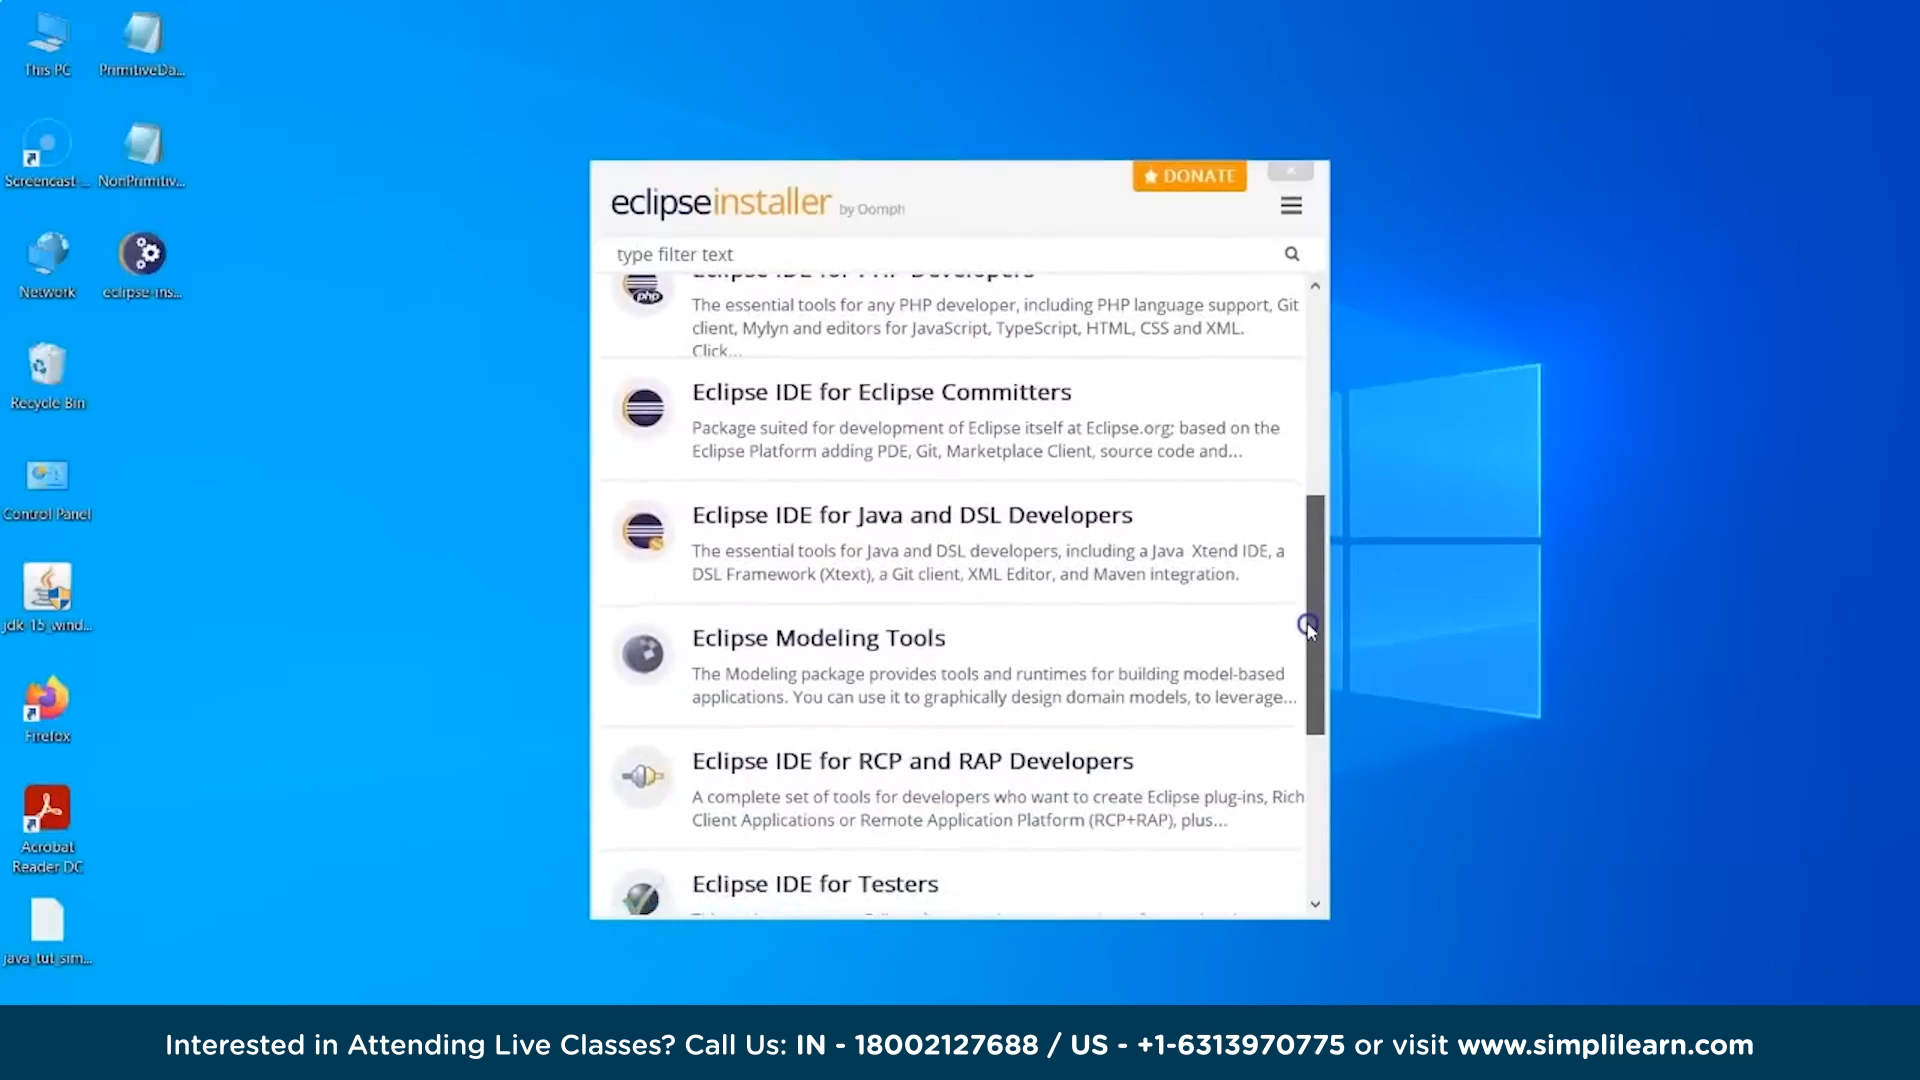 This PC
PrimitiveDa...
Screencast ...
NonPrimitiv...
Network
eclipse-ins...
Recycle Bin
Control Panel
jdk-15_wind...
Firefox
Acrobat
Reader DC
java_tut_sim...
DONATE
eclipseinstaller by Oomph
type filter text
Eclipse IDE for PHP Developers
The essential tools for any PHP developer, including PHP language support, Git
client, Mylyn and editors for JavaScript, TypeScript, HTML, CSS and XML.
Click...
php
Eclipse IDE for Eclipse Committers
Package suited for development of Eclipse itself at Eclipse.org; based on the
Eclipse Platform adding PDE, Git, Marketplace Client, source code and...
Eclipse IDE for Java and DSL Developers
The essential tools for Java and DSL developers, including a Java Xtend IDE, a
DSL Framework (Xtext), a Git client, XML Editor, and Maven integration.
Eclipse Modeling Tools
The Modeling package provides tools and runtimes for building model-based
applications. You can use it to graphically design domain models, to leverage...
Eclipse IDE for RCP and RAP Developers
A complete set of tools for developers who want to create Eclipse plug-ins, Rich
Client Applications or Remote Application Platform (RCP+RAP), plus...
Eclipse IDE for Testers
Interested in Attending Live Classes? Call Us: IN - 18002127688 / US - +1-6313970775 or visit www.simplilearn.com